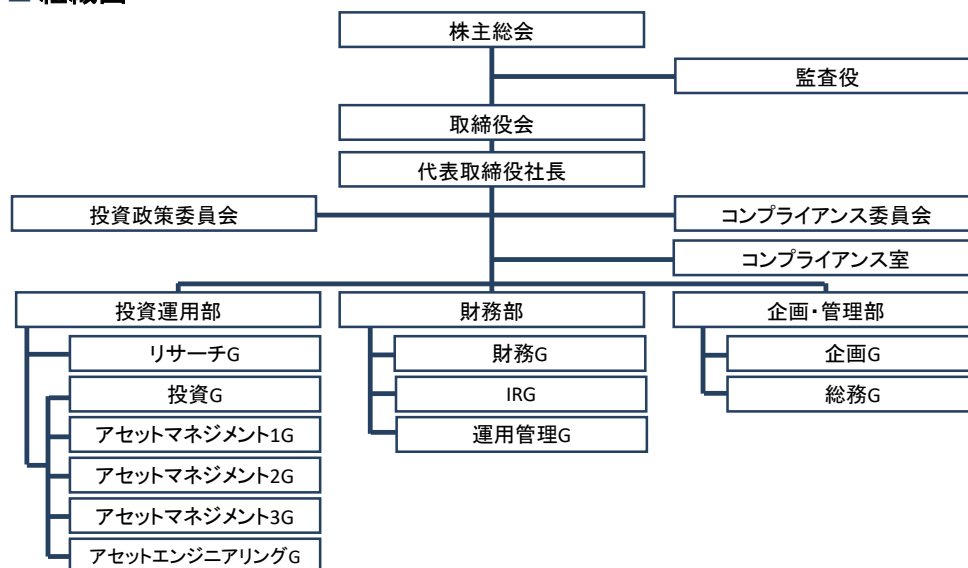 株主総会
監査役
取締役会
代表取締役社長
投資政策委員会
コンプライアンス委員会
コンプライアンス室
投資運用部
財務部
企画・管理部
リサーチG
財務G
企画G
投資G
IRG
総務G
アセットマネジメント1G
運用管理G
アセットマネジメント2G
アセットマネジメント3G
アセットエンジニアリングG